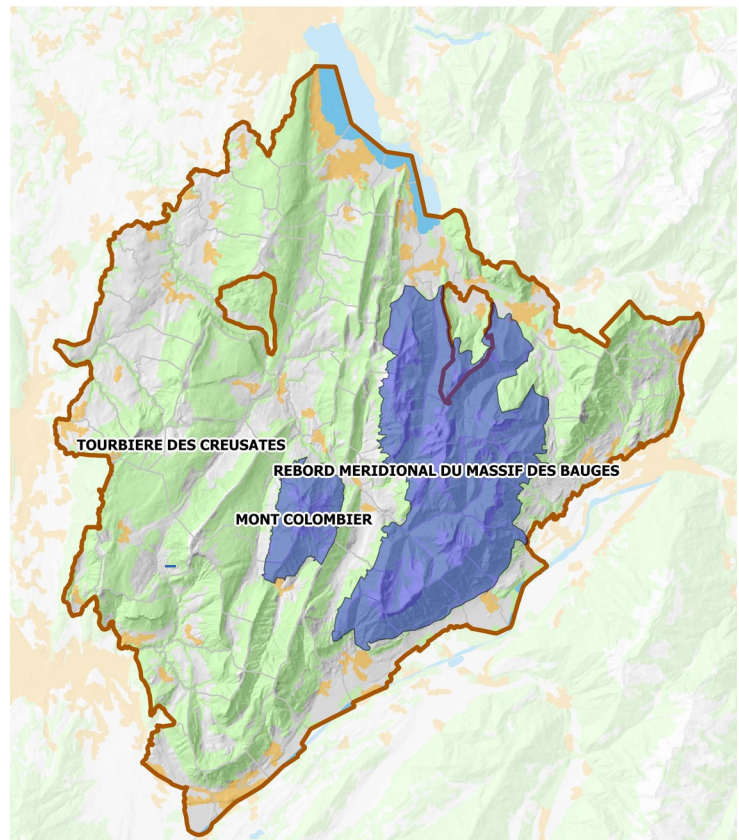 TOURBIERE DES CREUSATES
REBORD MERIDIONAL DU MASSIF DES BAUGES
MONT COLOMBIER